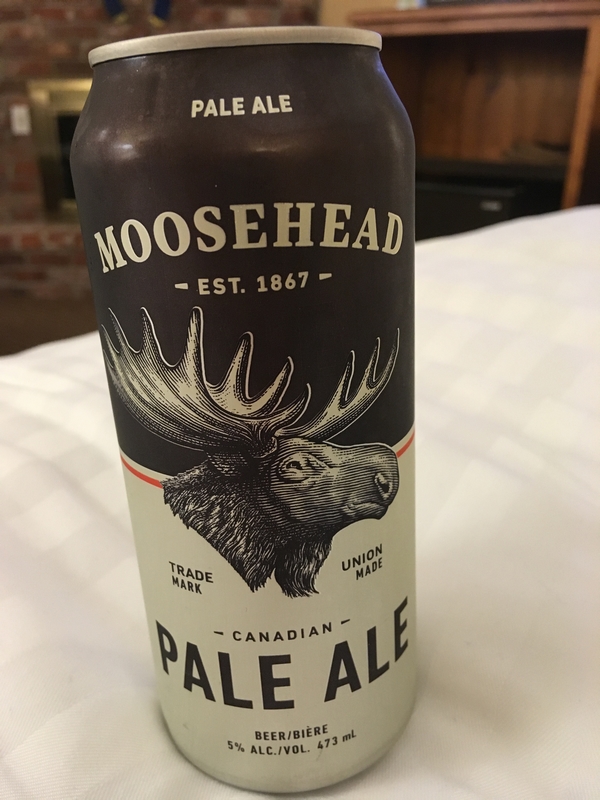 PALE ALE
MOOSEHEAD
- EST. 1867 -
TRADE MARK
UNION MADE
- CANADIAN -
PALE ALE
BEER/BIÈRE
5% ALC./VOL. 473 mL